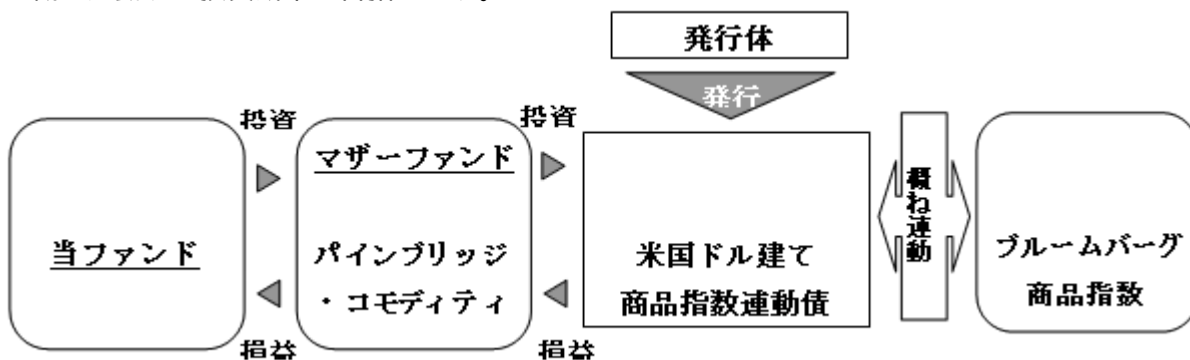 発行体
発行
投資
投資
マザーファンド
当ファンド
パインブリッジ
・コモディティ
米国ドル建て
商品指数連動債
概ね連動
ブルームバーグ
商品指数
損益
損益